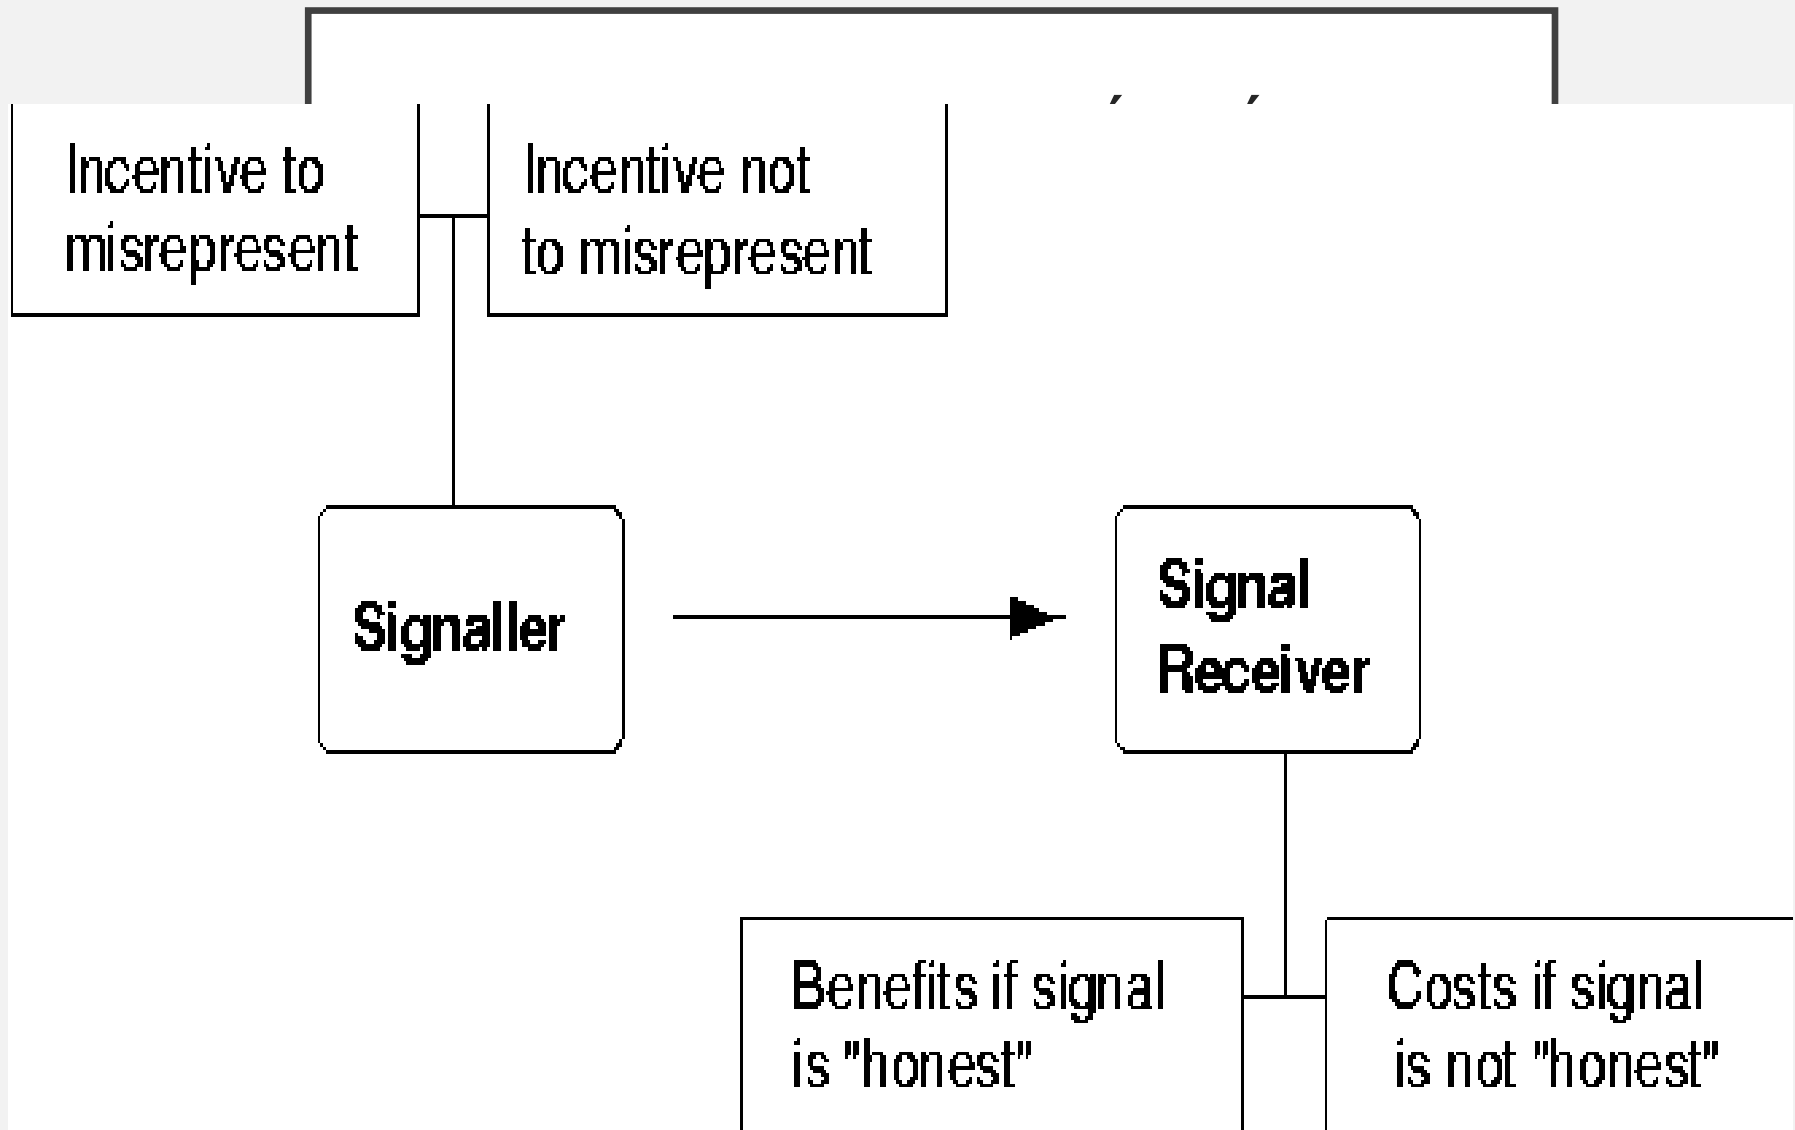 Incentive to
misrepresent
Incentive not
to misrepresent
Signaller
Signal
Receiver
Benefits if signal
is "honest"
Costs if signal
is not "honest"